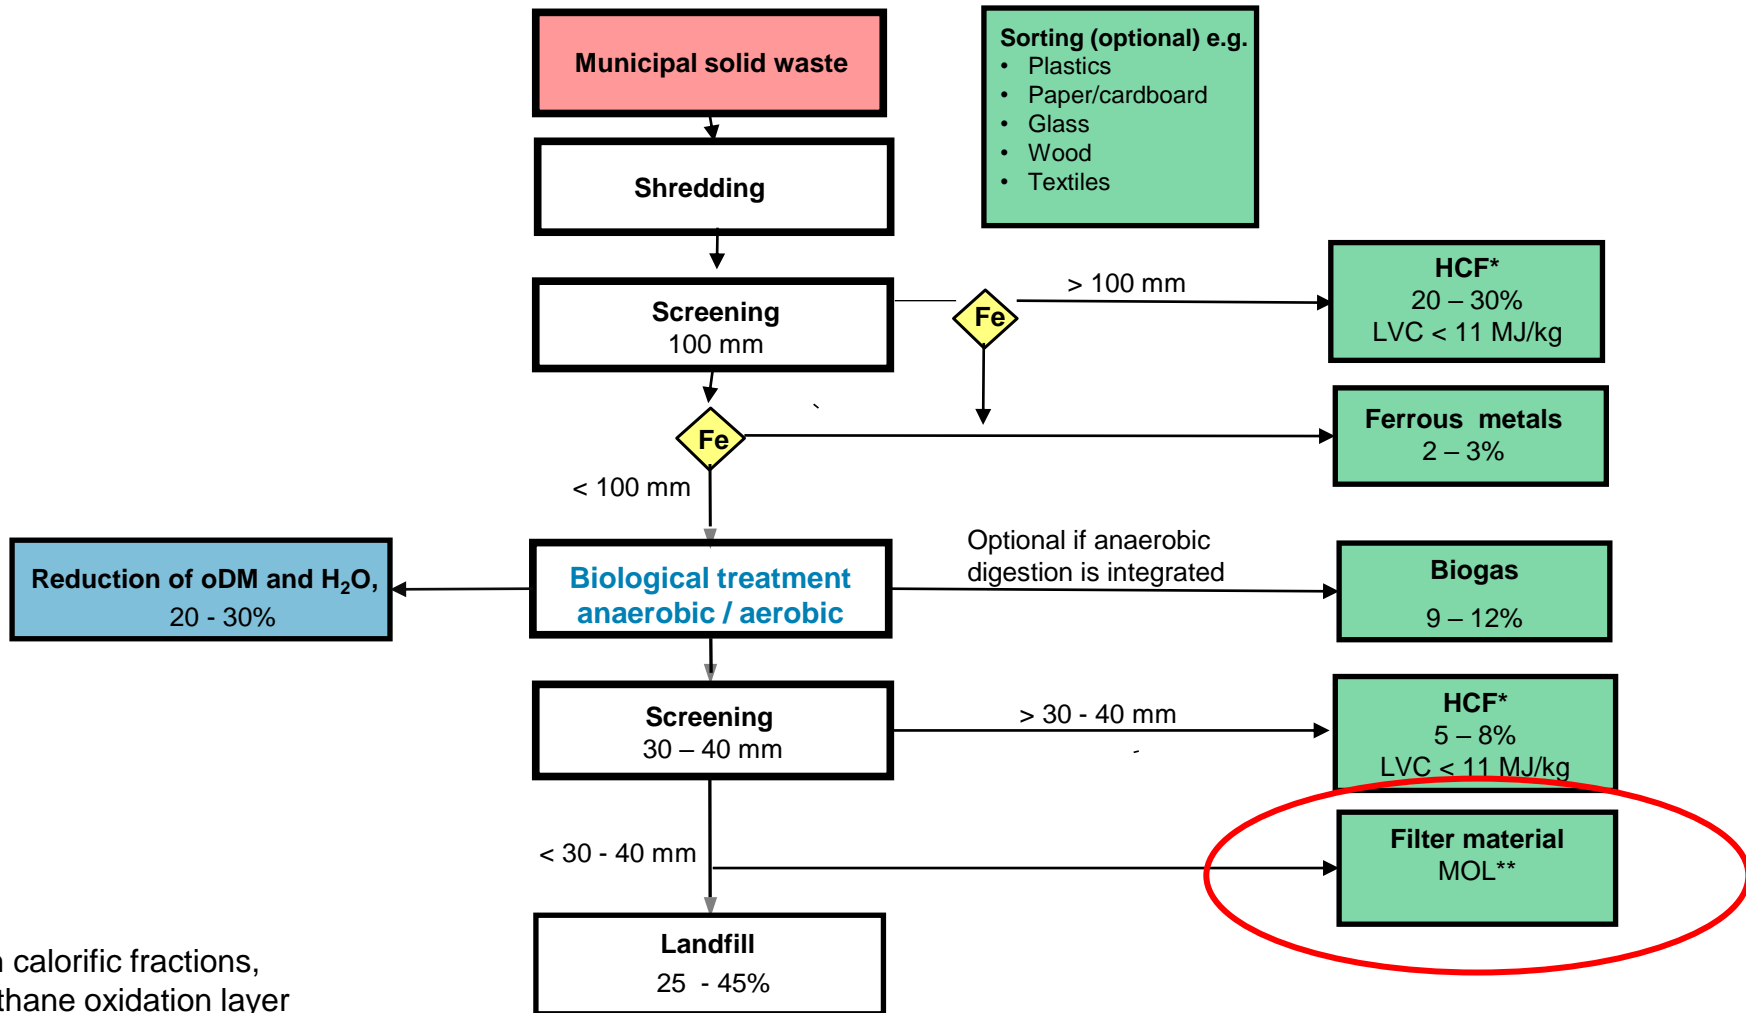 Municipal solid waste
Sorting (optional) e.g.
• Plastics
• Paper/cardboard
• Glass
• Wood
• Textiles
Shredding
Screening
100 mm
Fe
> 100 mm
HCF*
20 – 30%
LVC < 11 MJ/kg
Fe
Ferrous metals
2 – 3%
< 100 mm
Reduction of oDM and H₂O,
20 - 30%
Biological treatment
anaerobic / aerobic
Optional if anaerobic
digestion is integrated
Biogas
9 – 12%
Screening
30 – 40 mm
> 30 - 40 mm
HCF*
5 – 8%
LVC < 11 MJ/kg
< 30 - 40 mm
Filter material
MOL**
Landfill
25 - 45%
calorific fractions,
oxidation layer